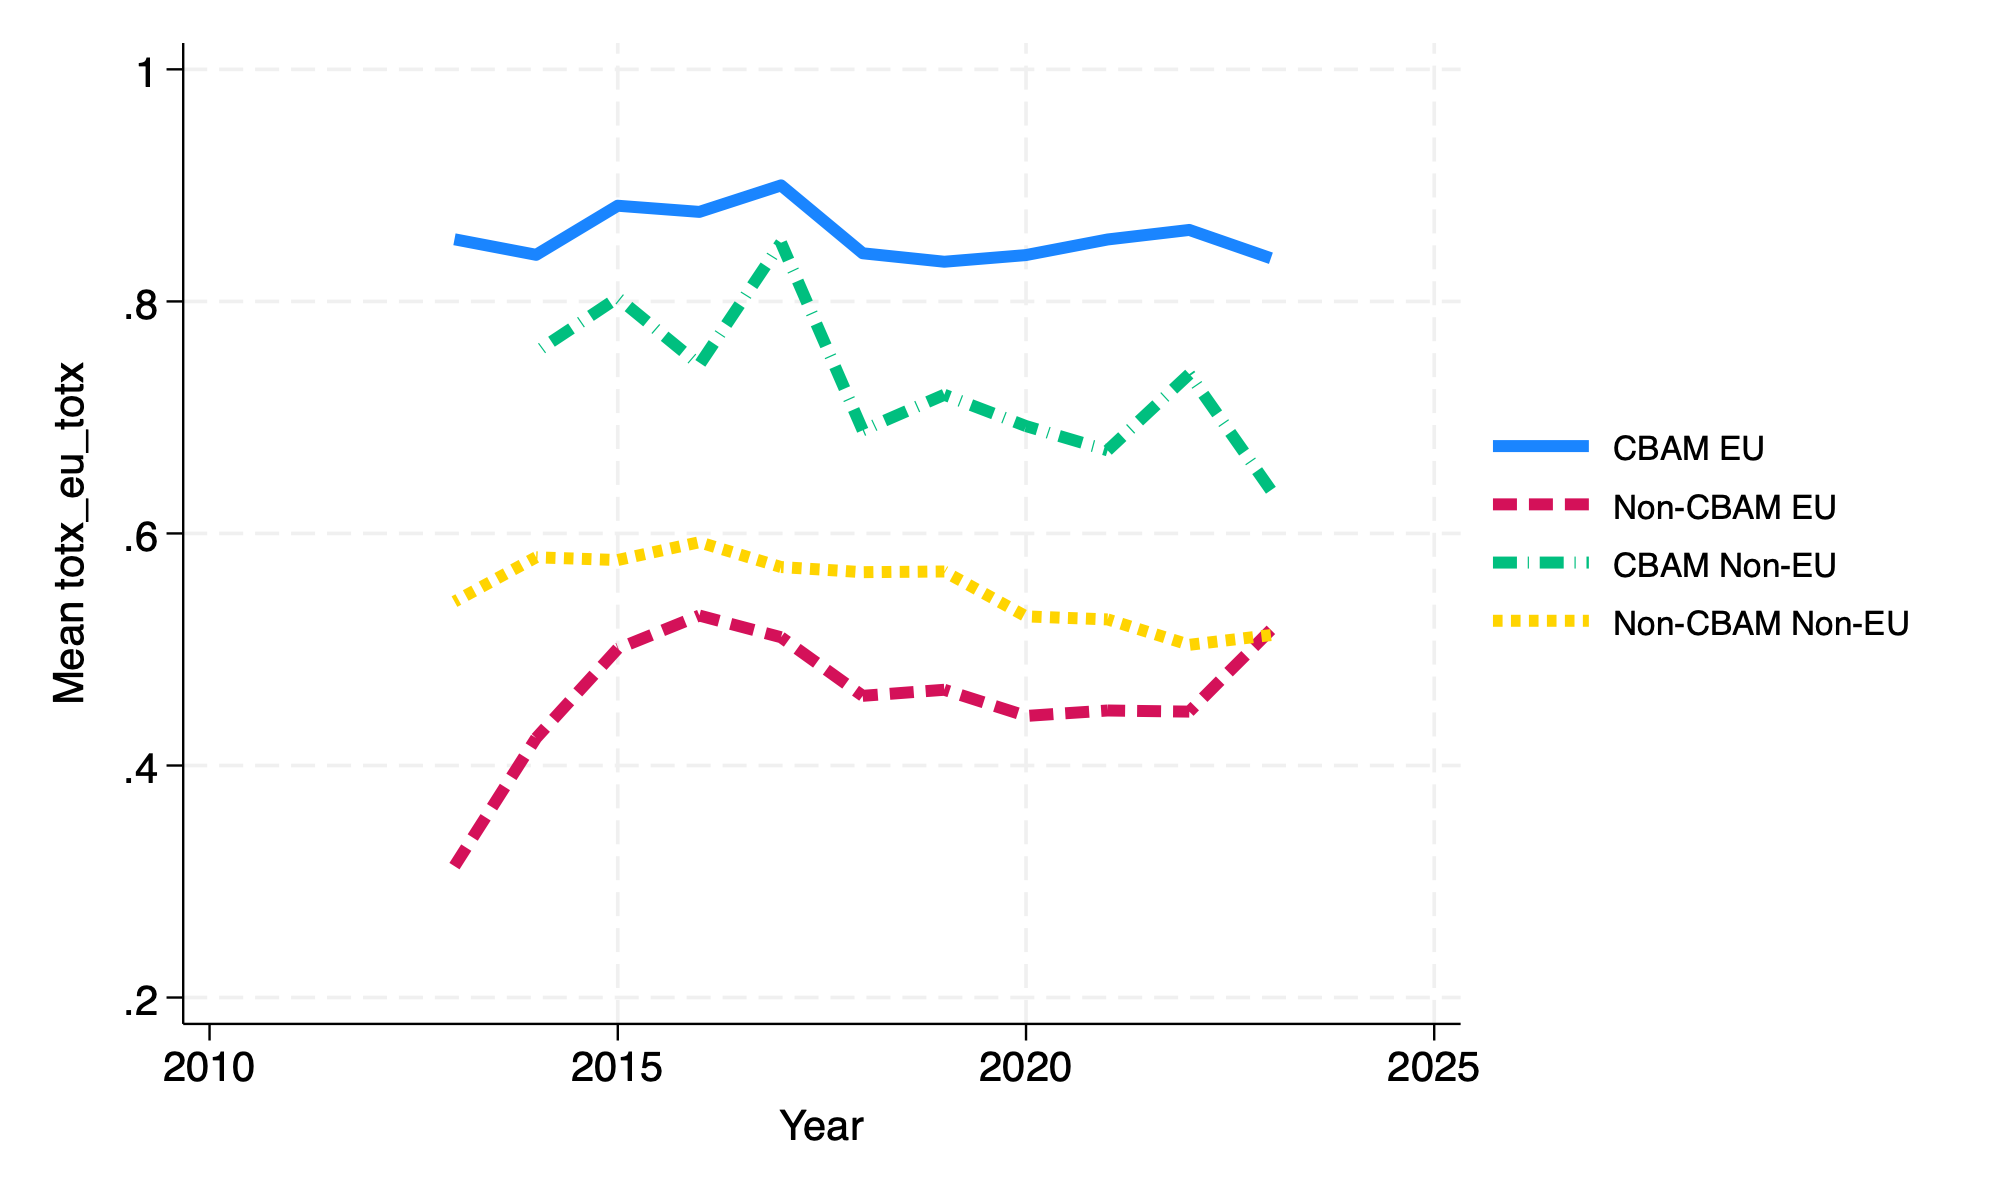 Mean totx_eu_totx
1
.8
.6
.4
.2
2010
2015
2020
2025
Year
CBAM EU
Non-CBAM EU
CBAM Non-EU
Non-CBAM Non-EU